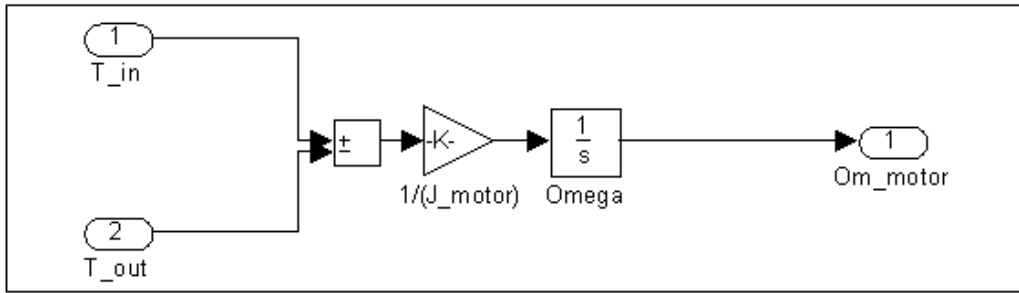 1
T_in
±
-K-
1/(J_motor)
1
s
Omega
1
Om_motor
2
T_out